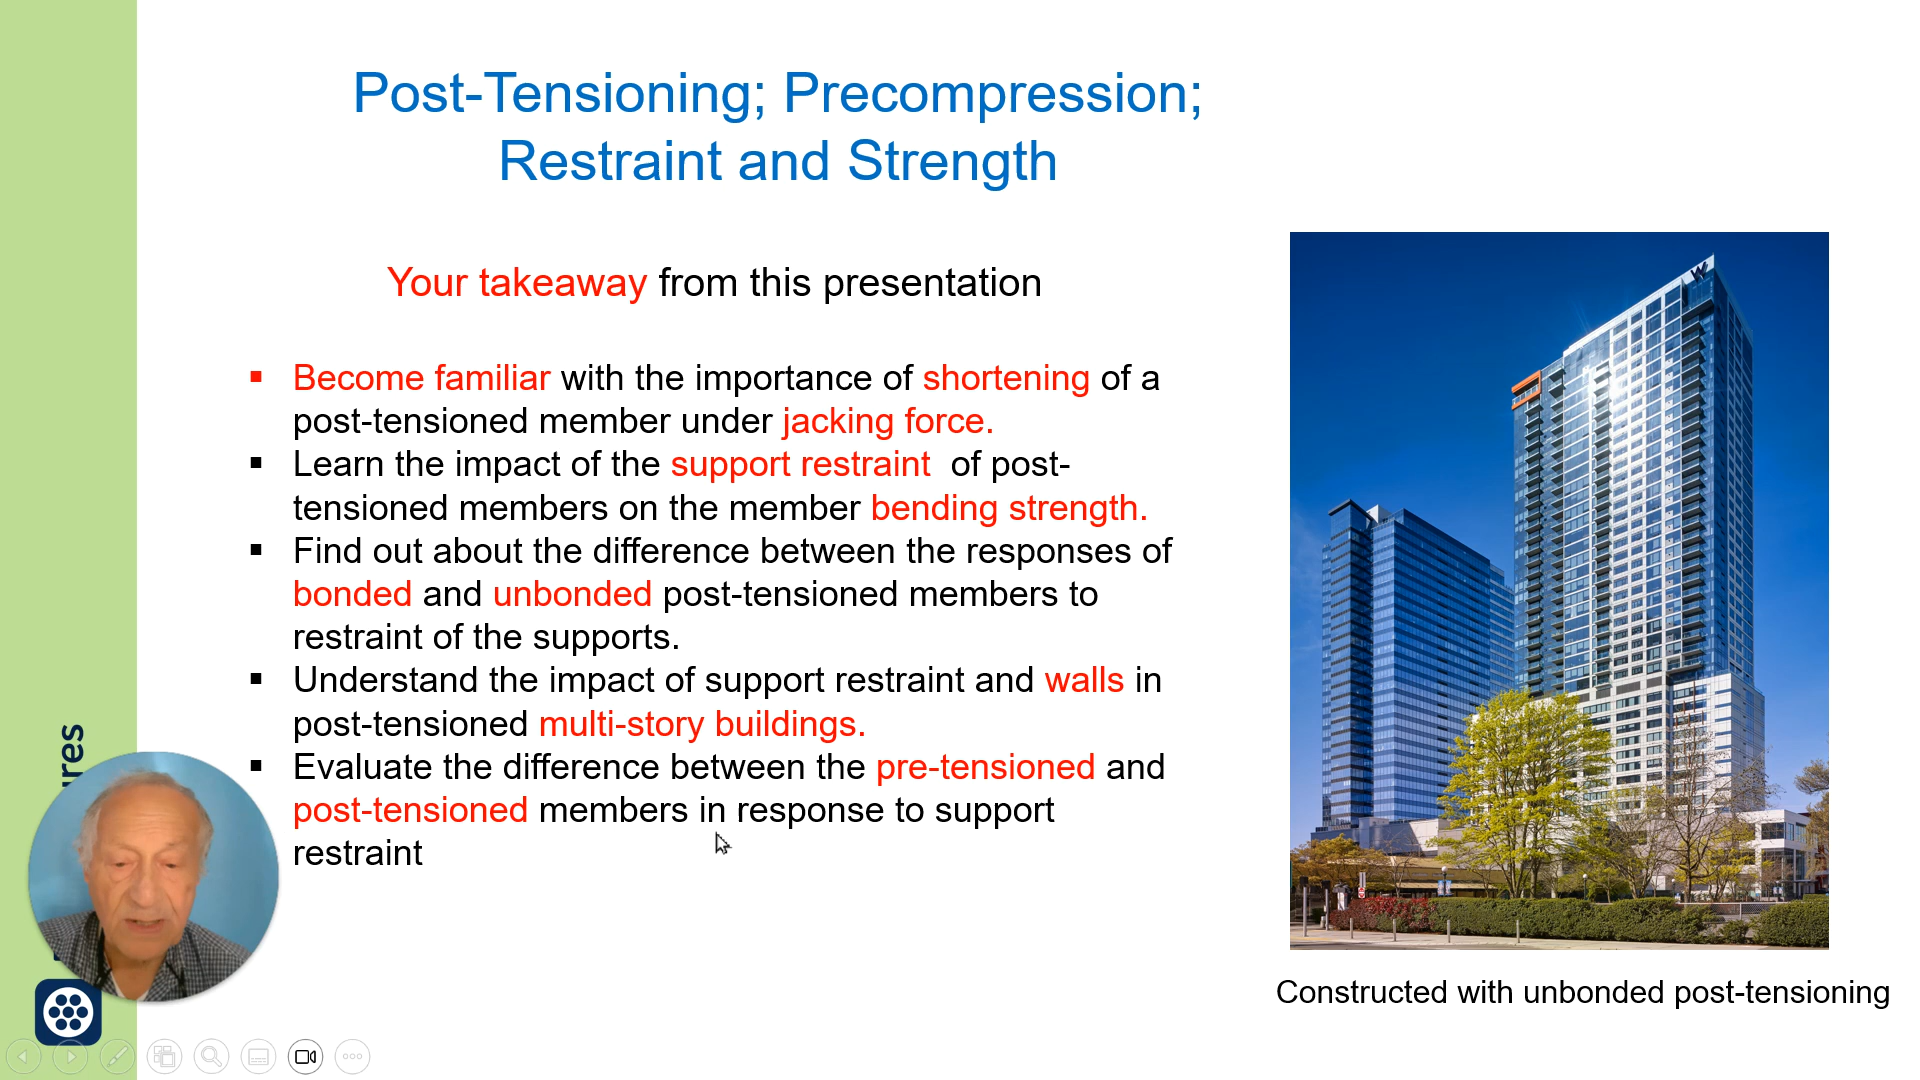 Post-Tensioning; Precompression;
Restraint and Strength
Your takeaway from this presentation
▪ Become familiar with the importance of shortening of a
post-tensioned member under jacking force.
▪ Learn the impact of the support restraint of post-
tensioned members on the member bending strength.
▪ Find out about the difference between the responses of
bonded and unbonded post-tensioned members to
restraint of the supports.
▪ Understand the impact of support restraint and walls in
post-tensioned multi-story buildings.
▪ Evaluate the difference between the pre-tensioned and
post-tensioned members in response to support
restraint
W
Constructed with unbonded post-tensioning